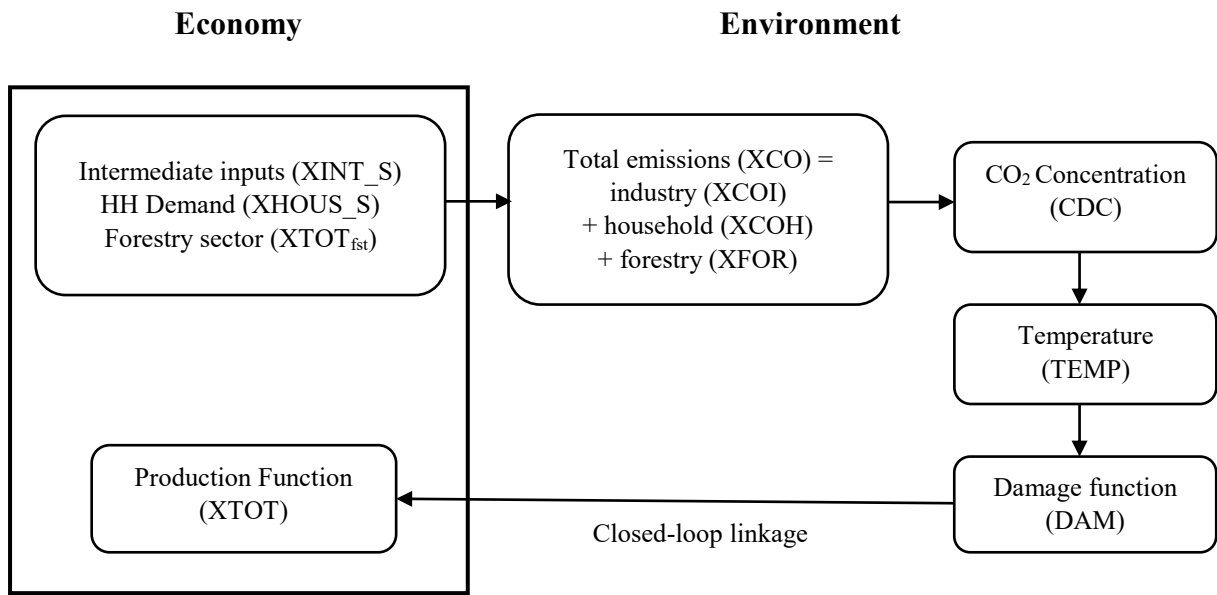 Economy
Environment
Intermediate inputs (XINT_S)
HH Demand (XHOUS_S)
Forestry sector (XTOTfst)
Total emissions (XCO) =
industry (XCOI)
+ household (XCOH)
+ forestry (XFOR)
CO₂ Concentration
(CDC)
Temperature
(TEMP)
Production Function
(XTOT)
Damage function
(DAM)
Closed-loop linkage